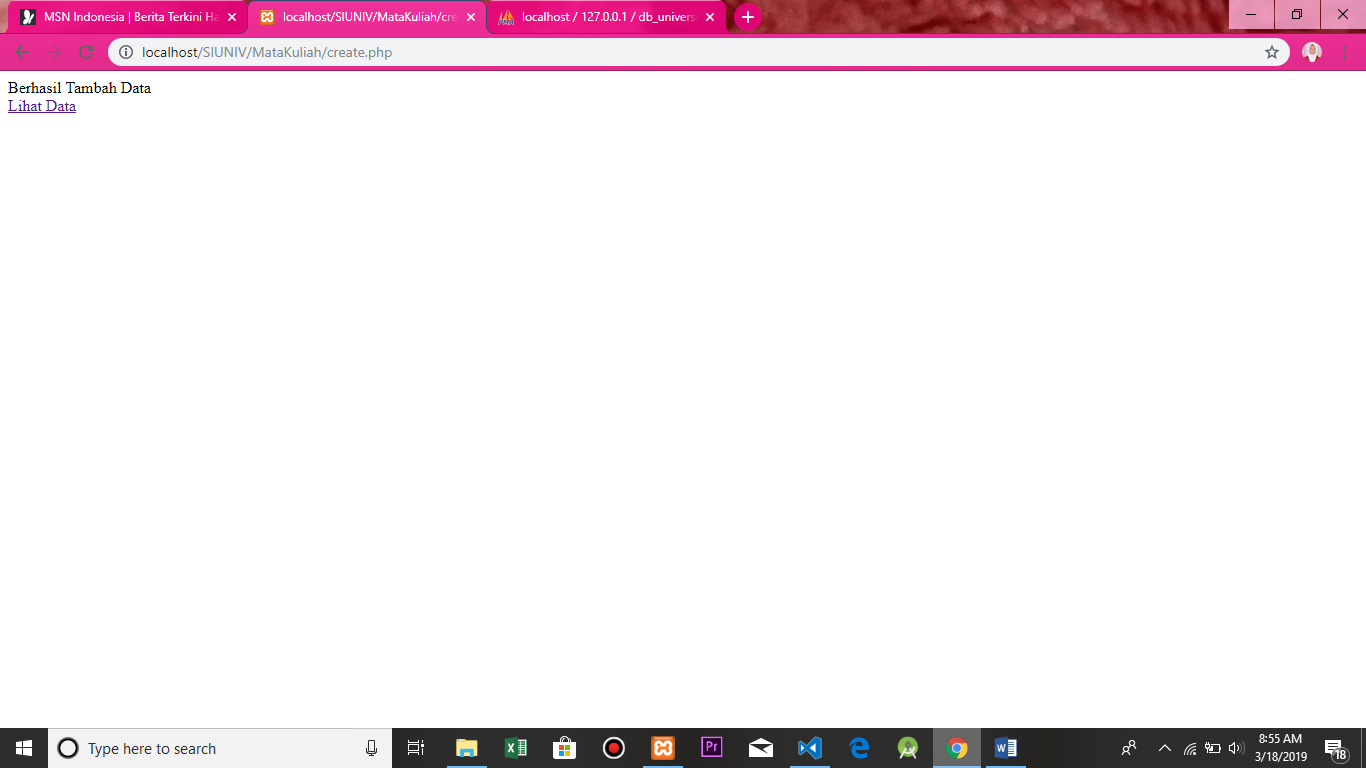 MSN Indonesia | Berita Terkini Ha
localhost/SIUNIV/MataKuliah/cre
localhost / 127.0.0.1 / db_univers
localhost/SIUNIV/MataKuliah/create.php
Berhasil Tambah Data
Lihat Data
Type here to search
Pr
8:55 AM
3/18/2019
18